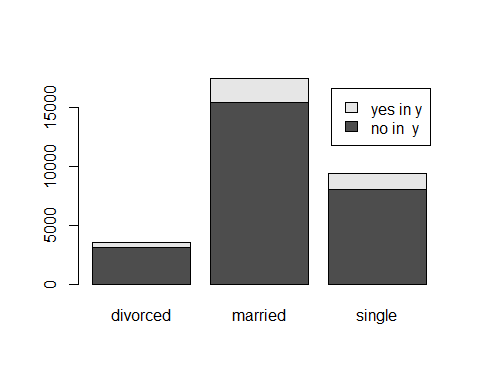 15000
10000
5000
0
yes in y
no in  y
divorced
married
single